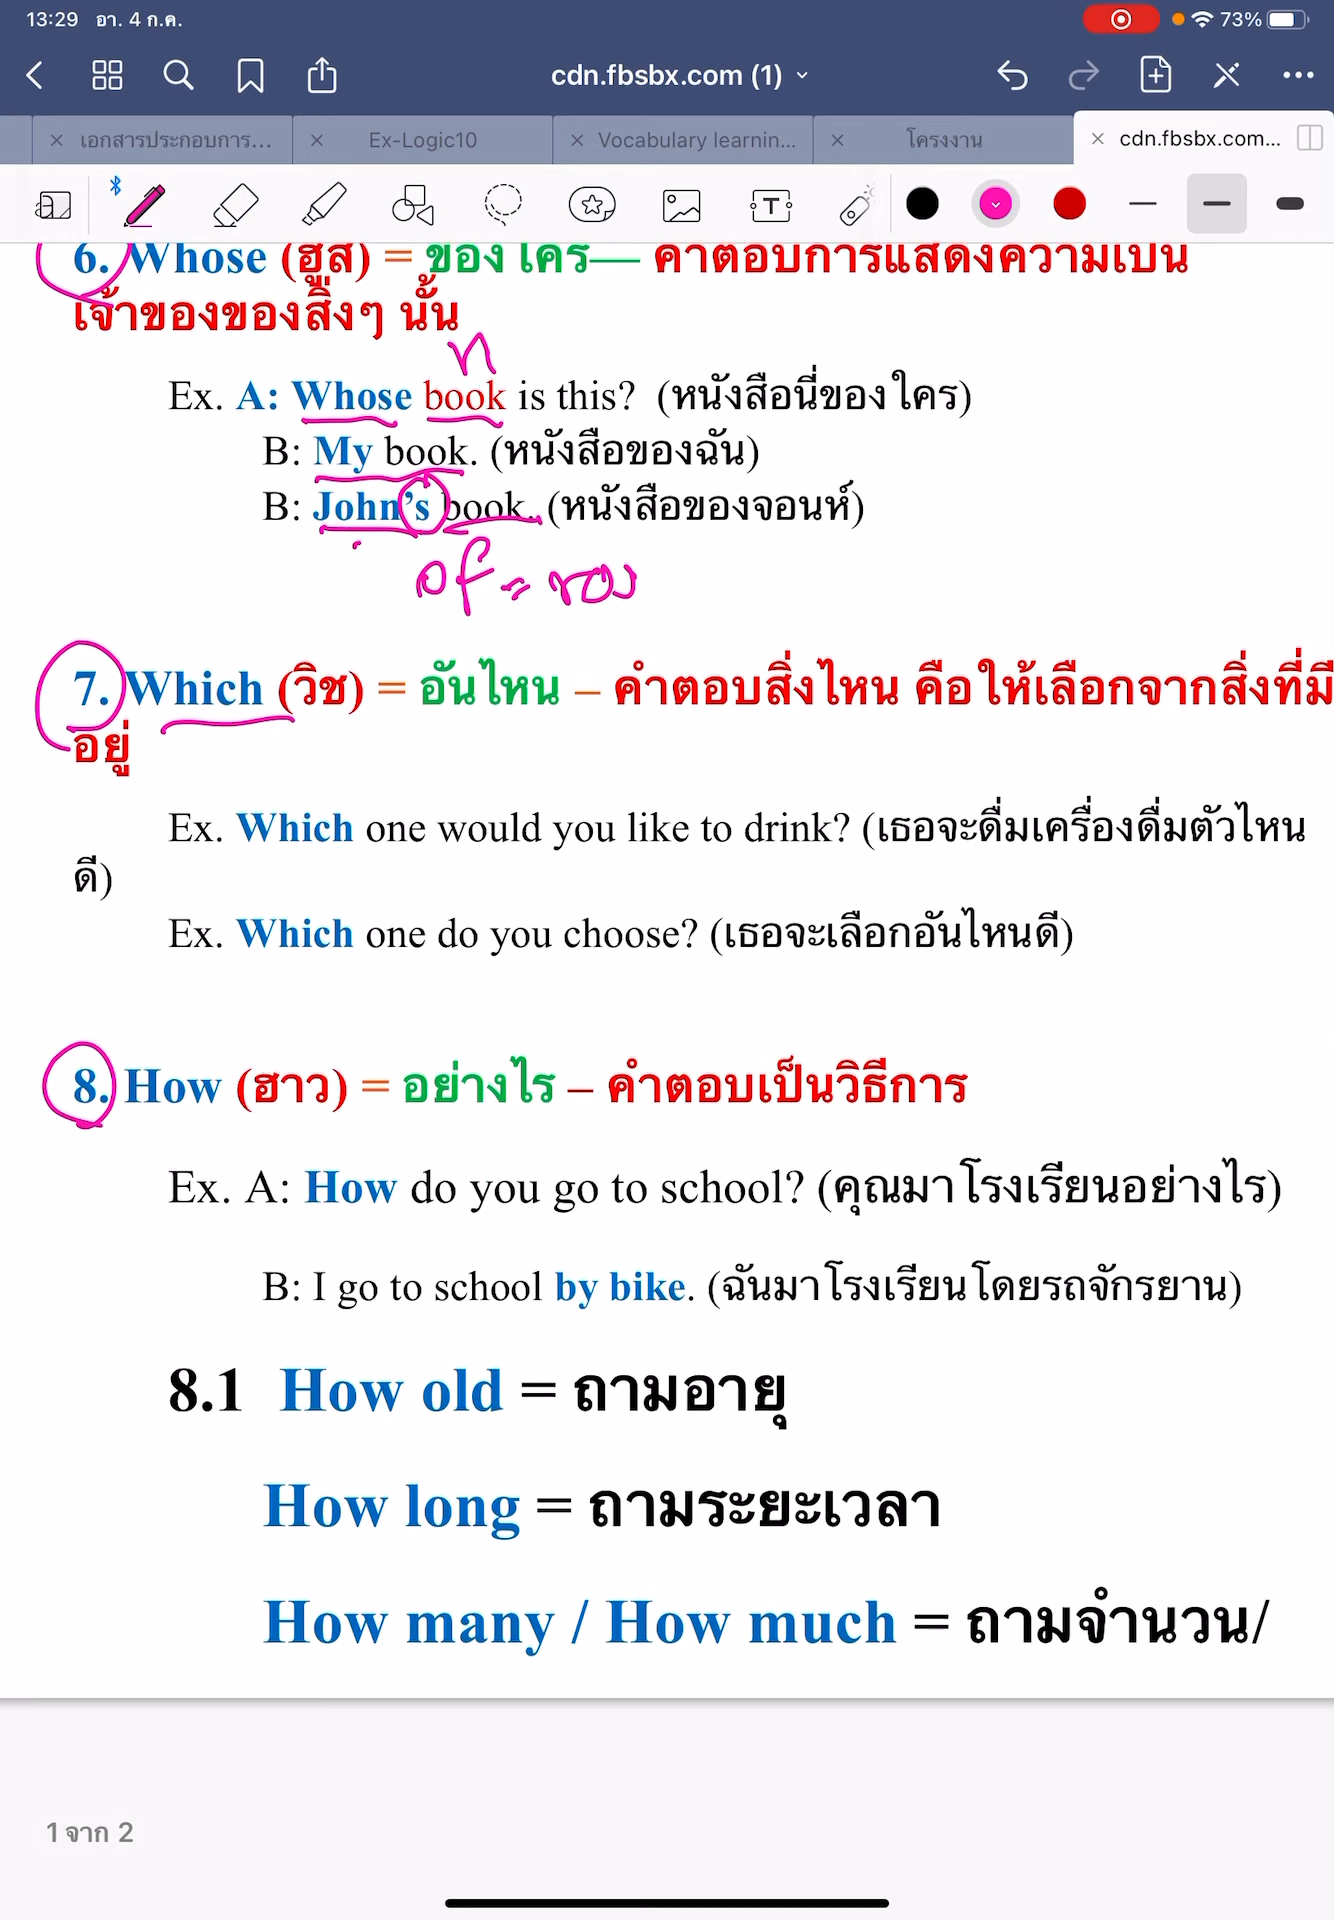 13:29 อา. 4 ก.ค.
73%
cdn.fbsbx.com (1)
เอกสารประกอบการ...
Ex-Logic10
Vocabulary learnin...
โครงงาน
cdn.fbsbx.com...
6. Whose (ฮูส) = ของใคร— คำตอบการแสดงความเป็น
เจ้าของของสิ่งๆ นั้น
n
Ex. A: Whose book is this? (หนังสือนี่ของใคร)
B: My book. (หนังสือของฉัน)
B: John's book. (หนังสือของจอนห์)
of = ของ
7. Which (วิช) = อันไหน – คำตอบสิ่งไหน คือให้เลือกจากสิ่งที่มี
อยู่
Ex. Which one would you like to drink? (เธอจะดื่มเครื่องดื่มตัวไหน
ดี)
Ex. Which one do you choose? (เธอจะเลือกอันไหนดี)
8. How (ฮาว) = อย่างไร – คำตอบเป็นวิธีการ
Ex. A: How do you go to school? (คุณมาโรงเรียนอย่างไร)
B: I go to school by bike. (ฉันมาโรงเรียนโดยรถจักรยาน)
8.1 How old = ถามอายุ
How long = ถามระยะเวลา
How many / How much = ถามจำนวน/
1 จาก 2